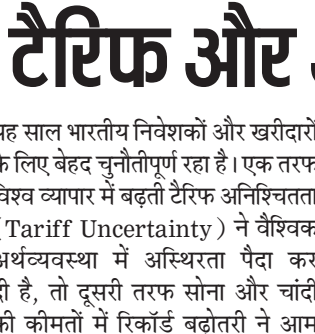 टैरिफ और
यह साल भारतीय निवेशकों और खरीदारों
के लिए बेहद चुनौतीपूर्ण रहा है। एक तरफ
विश्व व्यापार में बढ़ती टैरिफ अनिश्चितता
(Tariff Uncertainty) ने वैश्विक
अर्थव्यवस्था में अस्थिरता पैदा कर
दी है, तो दूसरी तरफ सोना और चांदी
की कीमतों में रिकॉर्ड बढ़ोतरी ने आम